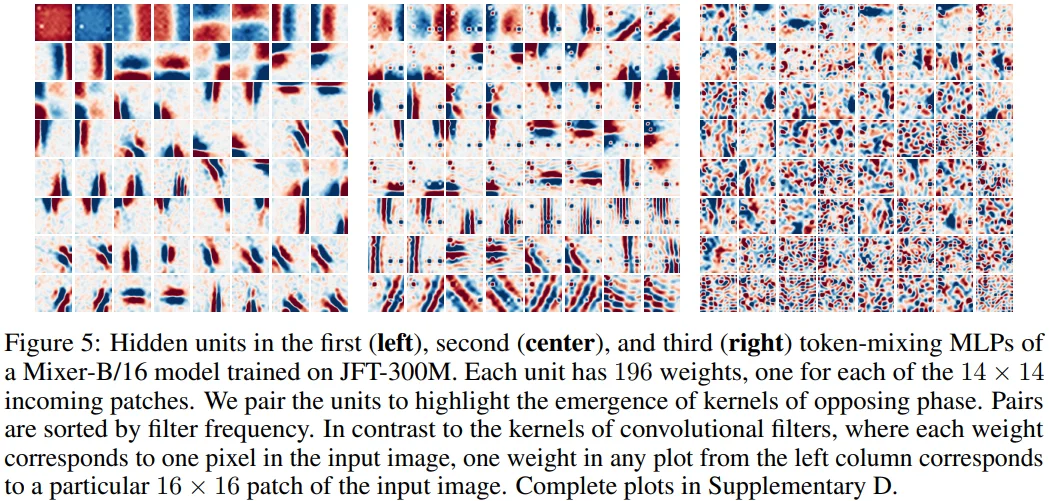 Figure 5: Hidden units in the first (left), second (center), and third (right) token-mixing MLPs of
a Mixer-B/16 model trained on JFT-300M. Each unit has 196 weights, one for each of the 14 × 14
incoming patches. We pair the units to highlight the emergence of kernels of opposing phase. Pairs
are sorted by filter frequency. In contrast to the kernels of convolutional filters, where each weight
corresponds to one pixel in the input image, one weight in any plot from the left column corresponds
to a particular 16 × 16 patch of the input image. Complete plots in Supplementary D.